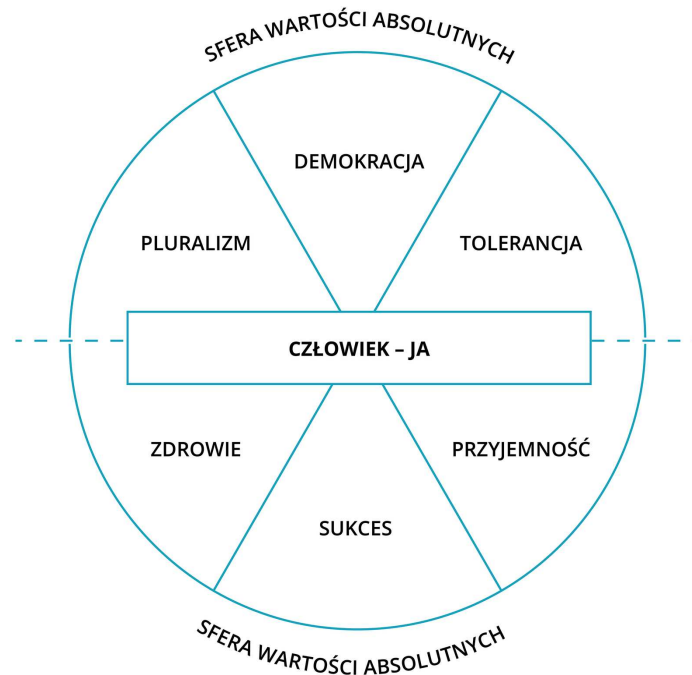 SFERA WARTOŚCI ABSOLUTNYCH
DEMOKRACJA
PLURALIZM
TOLERANCJA
CZŁOWIEK – JA
ZDROWIE
PRZYJEMNOŚĆ
SUKCES
SFERA WARTOŚCI ABSOLUTNYCH